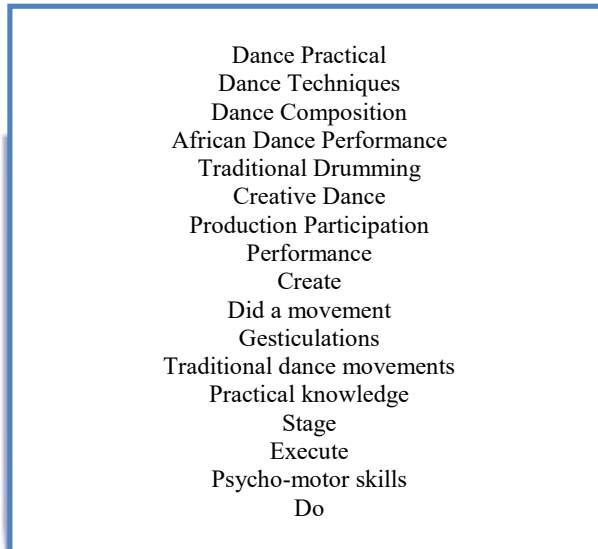 Dance Practical
Dance Techniques
Dance Composition
African Dance Performance
Traditional Drumming
Creative Dance
Production Participation
Performance
Create
Did a movement
Gesticulations
Traditional dance movements
Practical knowledge
Stage
Execute
Psycho-motor skills
Do